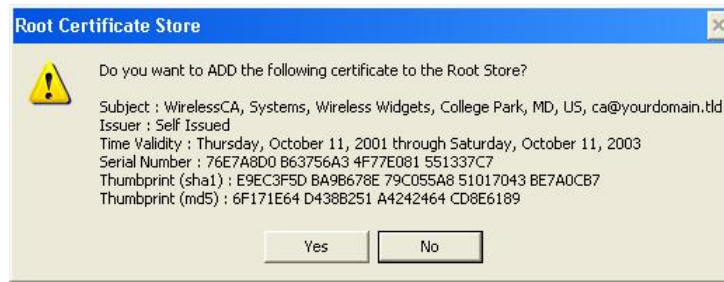 Root Certificate Store
Do you want to ADD the following certificate to the Root Store?
Subject : WirelessCA, Systems, Wireless Widgets, College Park, MD, US, ca@yourdomain.tld
Issuer : Self Issued
Time Validity : Thursday, October 11, 2001 through Saturday, October 11, 2003
Serial Number : 76E7A8D0 B63756A3 4F77E081 551337C7
Thumbprint (sha1) : E9EC3F5D BA9B678E 79C055A8 51017043 BE7A0CB7
Thumbprint (md5) : 6F171E64 D438B251 A4242464 CD8E6189
Yes
No